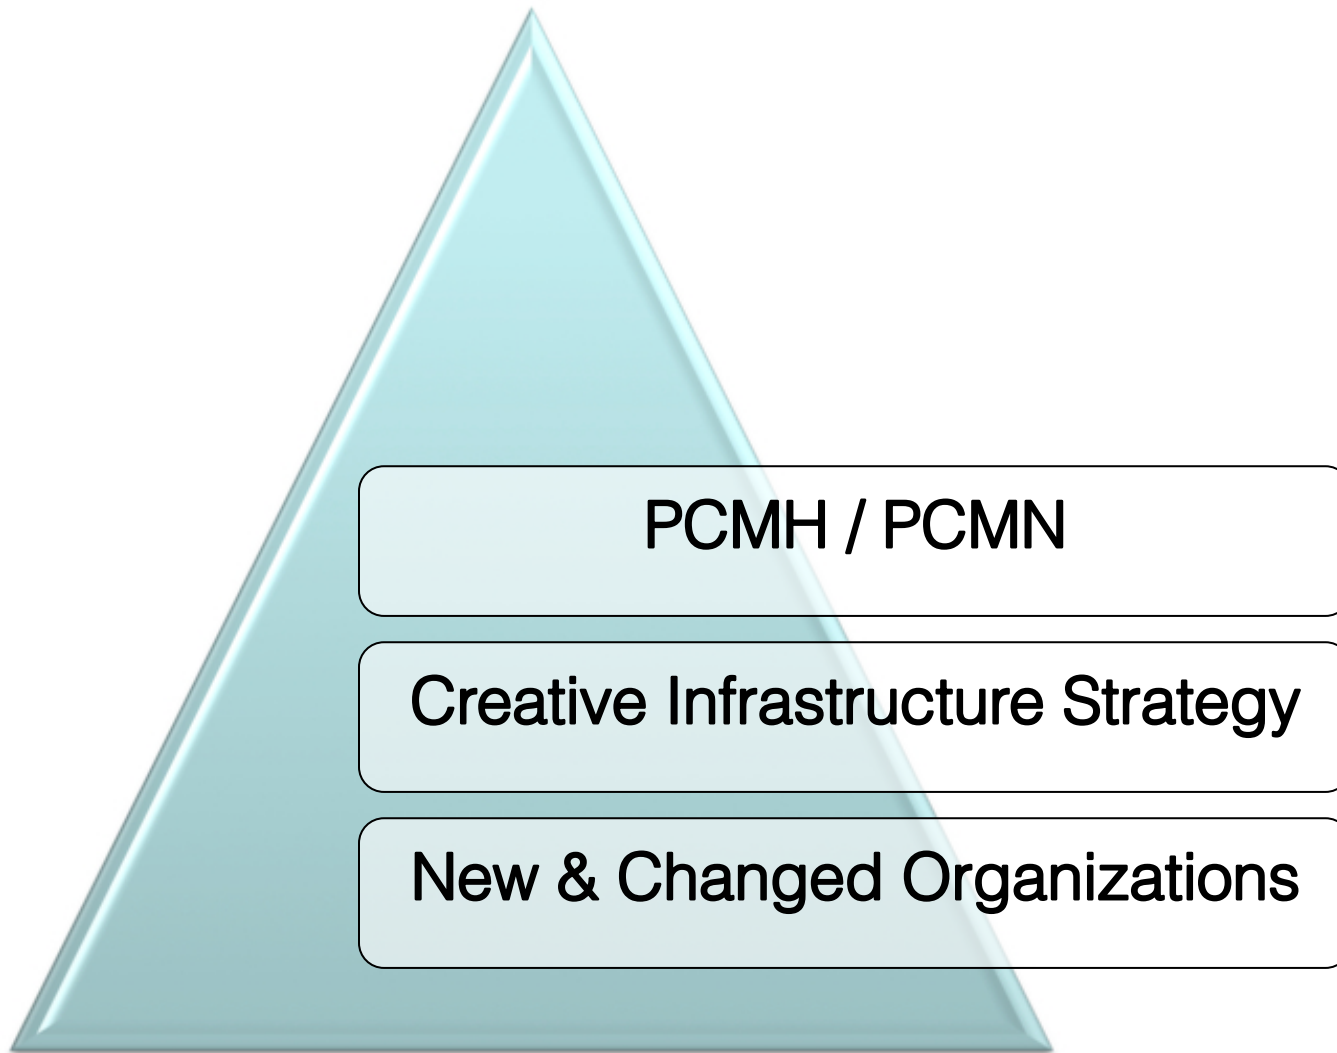 PCMH / PCMN
Creative Infrastructure Strategy
New & Changed Organizations